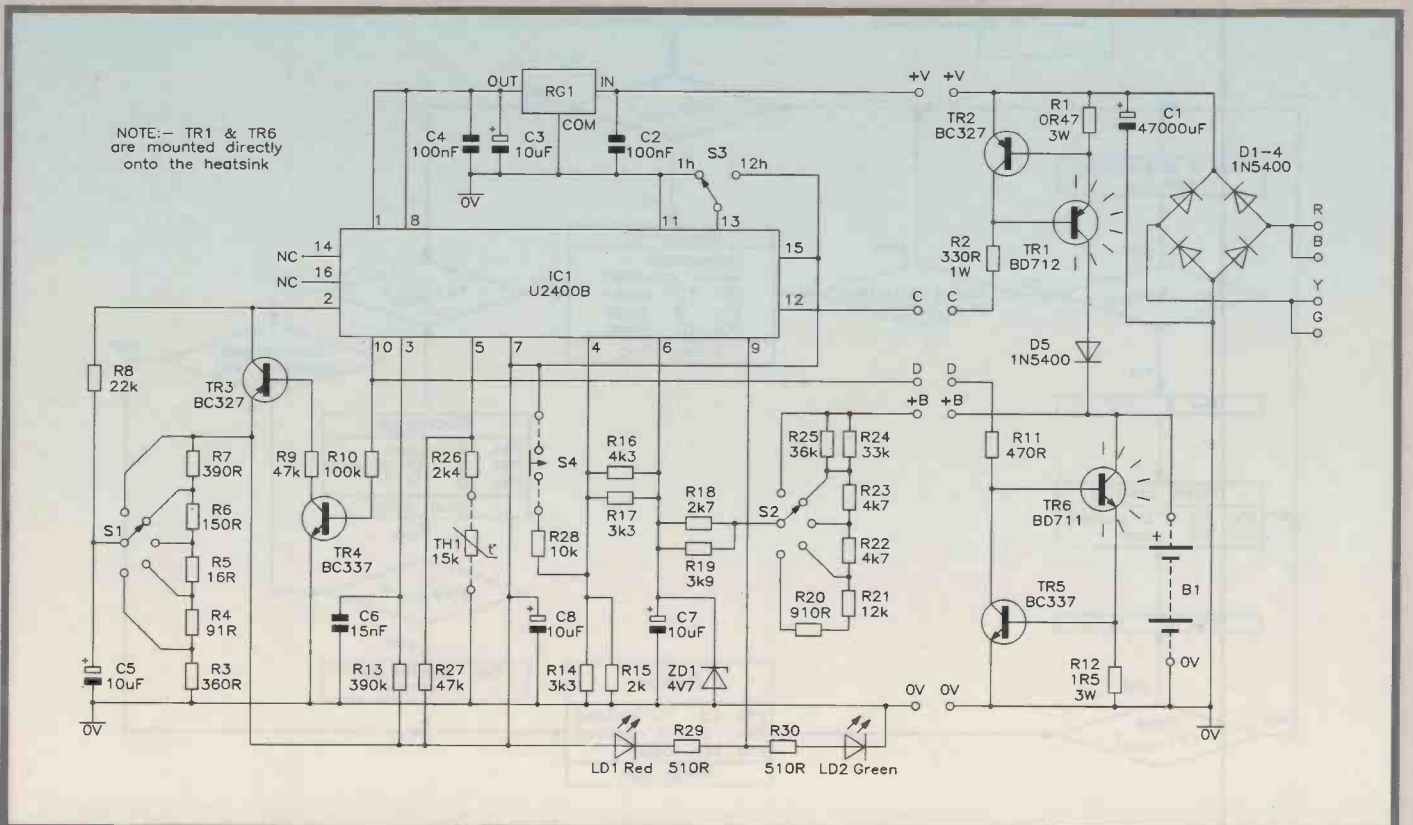 NOTE:– TR1 & TR6
are mounted directly
onto the heatsink
OUT
RG1
IN
COM
C4
100nF
C3
10uF
+
C2
100nF
0V
1h
S3
12h
+V
+V
TR2
BC327
R1
0R47
3W
+
C1
47000uF
D1-4
1N5400
R
B
Y
G
1
8
11
13
NC
14
NC
16
2
IC1
U2400B
15
12
C
C
R2
330R
1W
TR1
BD712
D5
1N5400
10
3
5
7
4
6
9
D
D
+B
+B
R8
22k
TR3
BC327
R7
390R
R6
150R
S1
R5
16R
R4
91R
R3
360R
+
C5
10uF
0V
R9
47k
R10
100k
TR4
BC337
C6
15nF
R13
390k
R27
47k
R26
2k4
TH1
15k
t°
S4
R28
10k
+
C8
10uF
R16
4k3
R17
3k3
R14
3k3
R15
2k
R18
2k7
R19
3k9
+
C7
10uF
ZD1
4V7
S2
R25
36k
R24
33k
R23
4k7
R22
4k7
R21
12k
R20
910R
R11
470R
TR6
BD711
TR5
BC337
R12
1R5
3W
+
B1
0V
0V
0V
0V
LD1 Red
R29
510R
R30
510R
LD2 Green